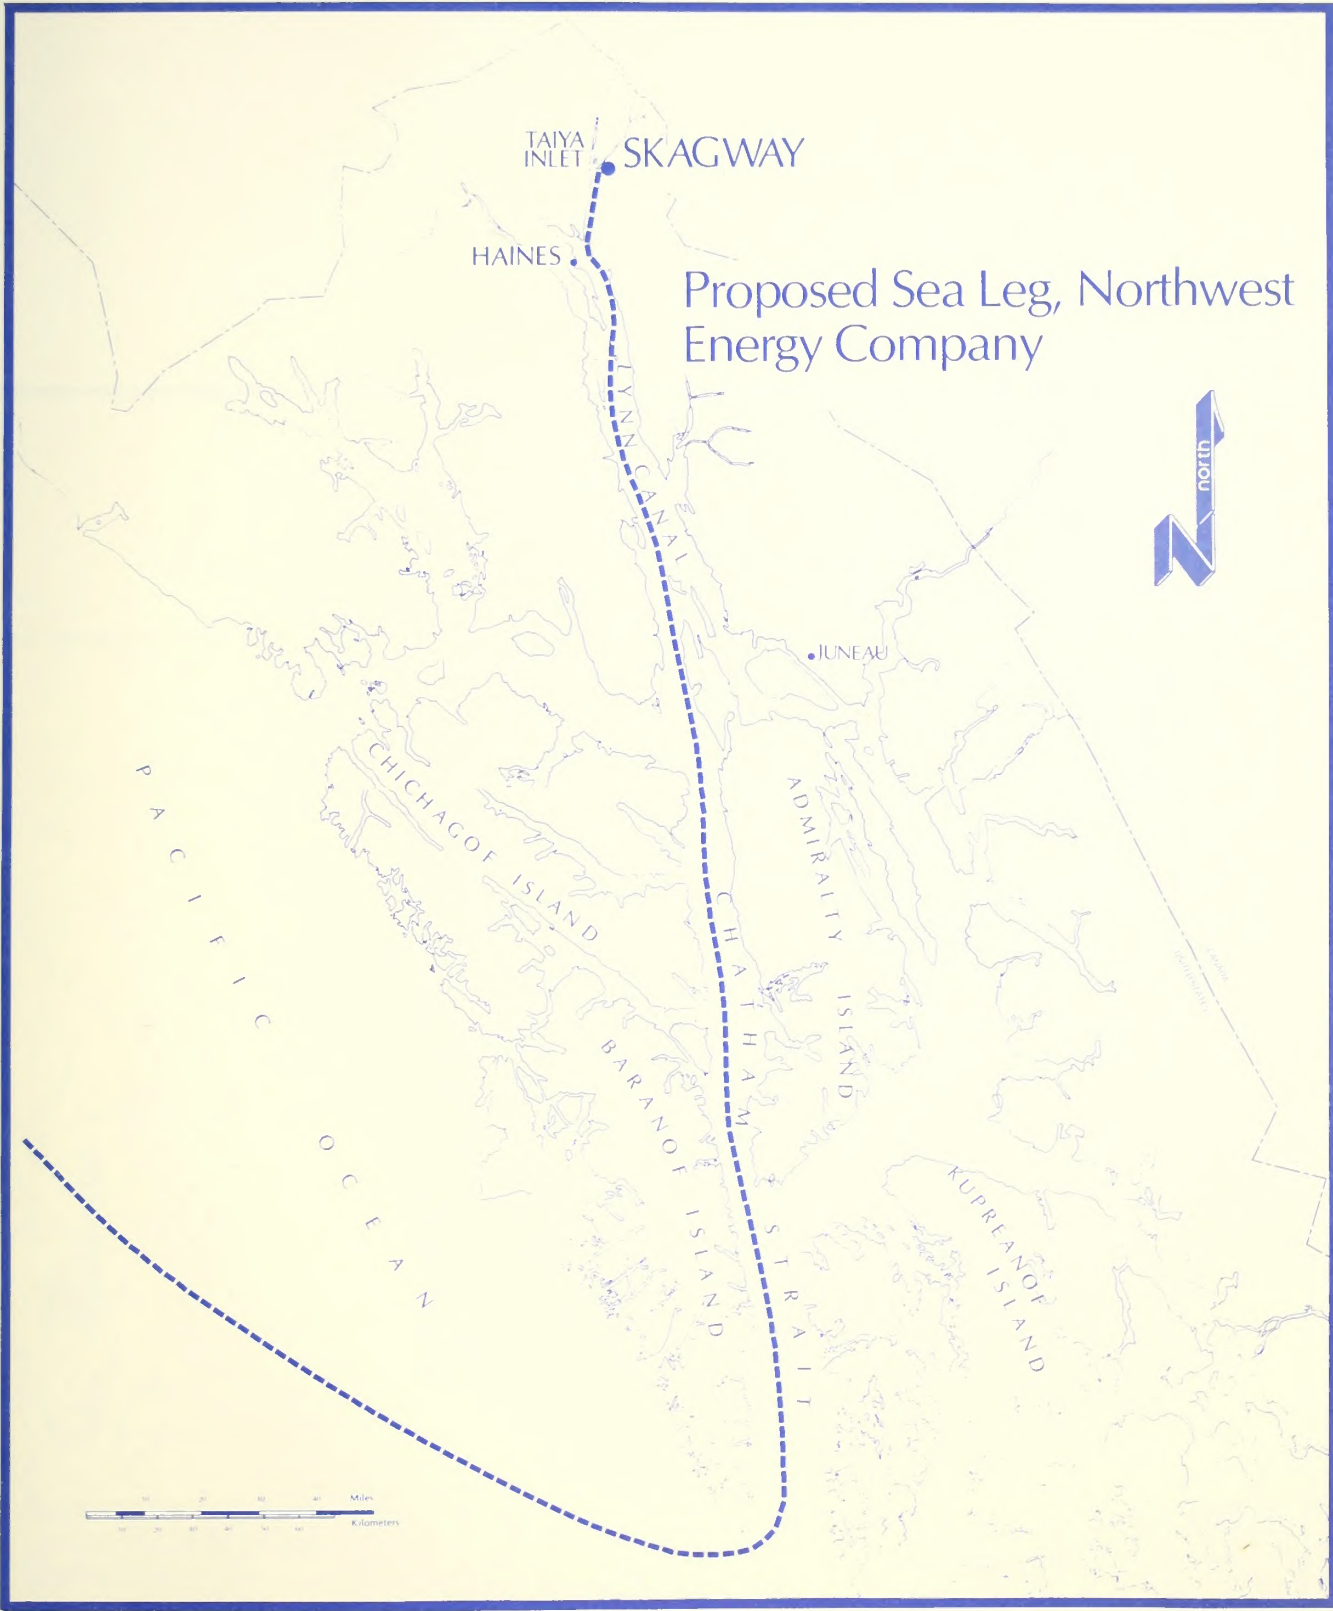 TAIYA
INLET
SKAGWAY
HAINES
Proposed Sea Leg, Northwest
Energy Company
north
N
LYNN CANAL
JUNEAU
PACIFIC OCEAN
CHICHAGOF ISLAND
ADMIRALTY ISLAND
CHATHAM STRAIT
BARANOF ISLAND
KUPREANOF
ISLAND
Miles
Kilometers